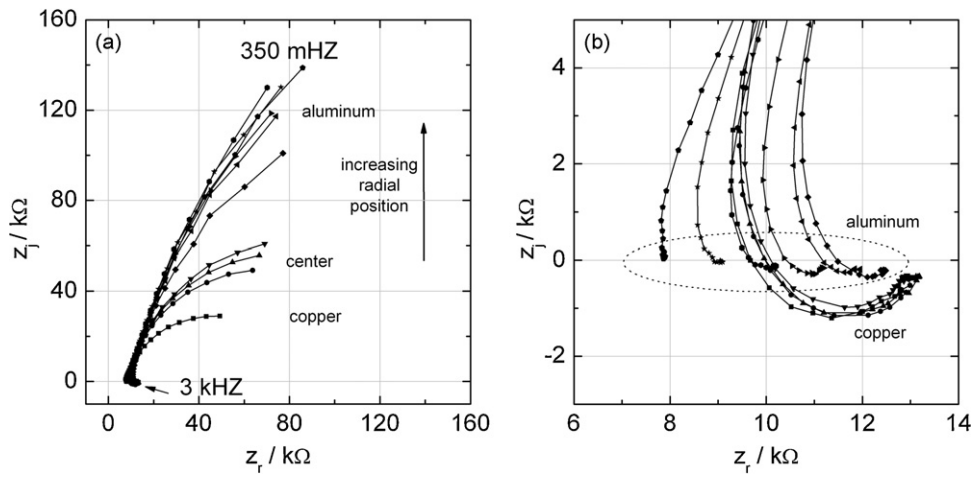 (a)
350 mHZ
aluminum
increasing
radial
position
center
copper
3 kHZ
160
120
80
40
0
0 40 80 120 160
z_j / kΩ
z_r / kΩ
(b)
aluminum
copper
4
2
0
-2
6 8 10 12 14
z_j / kΩ
z_r / kΩ